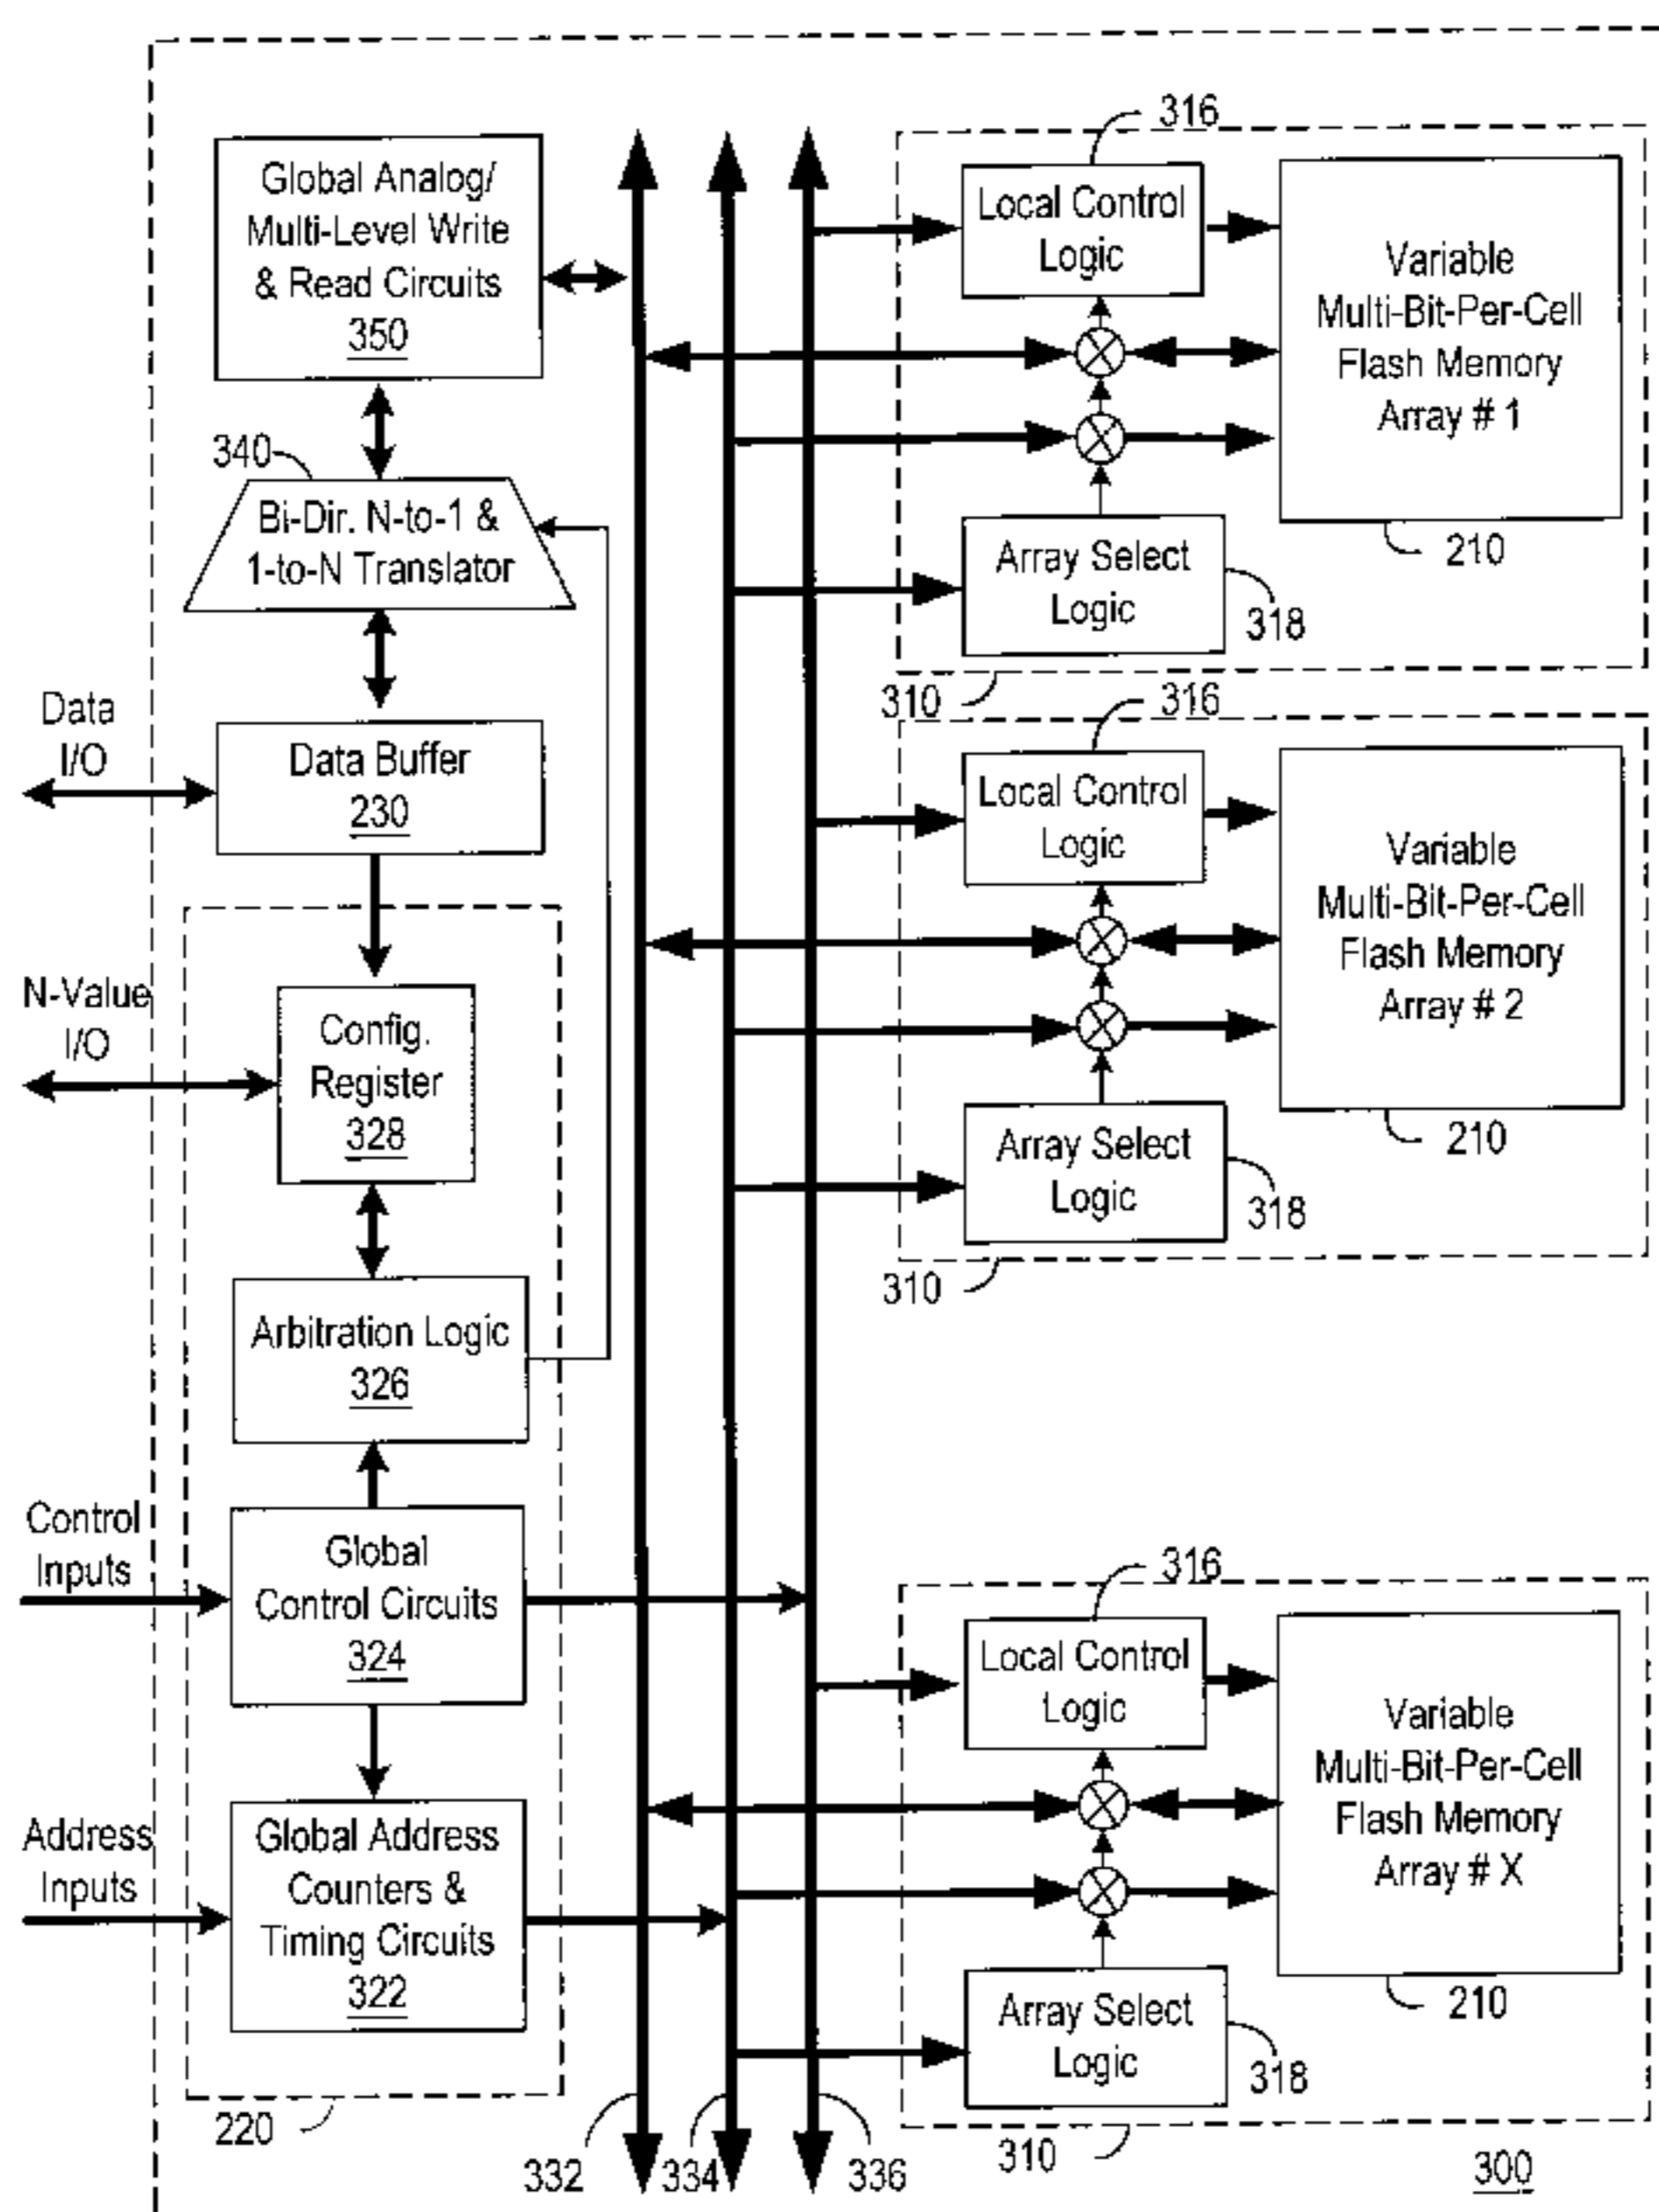 Global Analog/
Multi-Level Write
& Read Circuits
350
340
Bi-Dir. N-to-1 &
1-to-N Translator
Data
I/O
Data Buffer
230
N-Value
I/O
Config.
Register
328
Arbitration Logic
326
Control
Inputs
Global
Control Circuits
324
Address
Inputs
Global Address
Counters &
Timing Circuits
322
220
332
334
336
316
Local Control
Logic
Variable
Multi-Bit-Per-Cell
Flash Memory
Array # 1
210
Array Select
Logic
318
310
316
Local Control
Logic
Variable
Multi-Bit-Per-Cell
Flash Memory
Array # 2
210
Array Select
Logic
318
310
316
Local Control
Logic
Variable
Multi-Bit-Per-Cell
Flash Memory
Array # X
210
Array Select
Logic
318
310
300